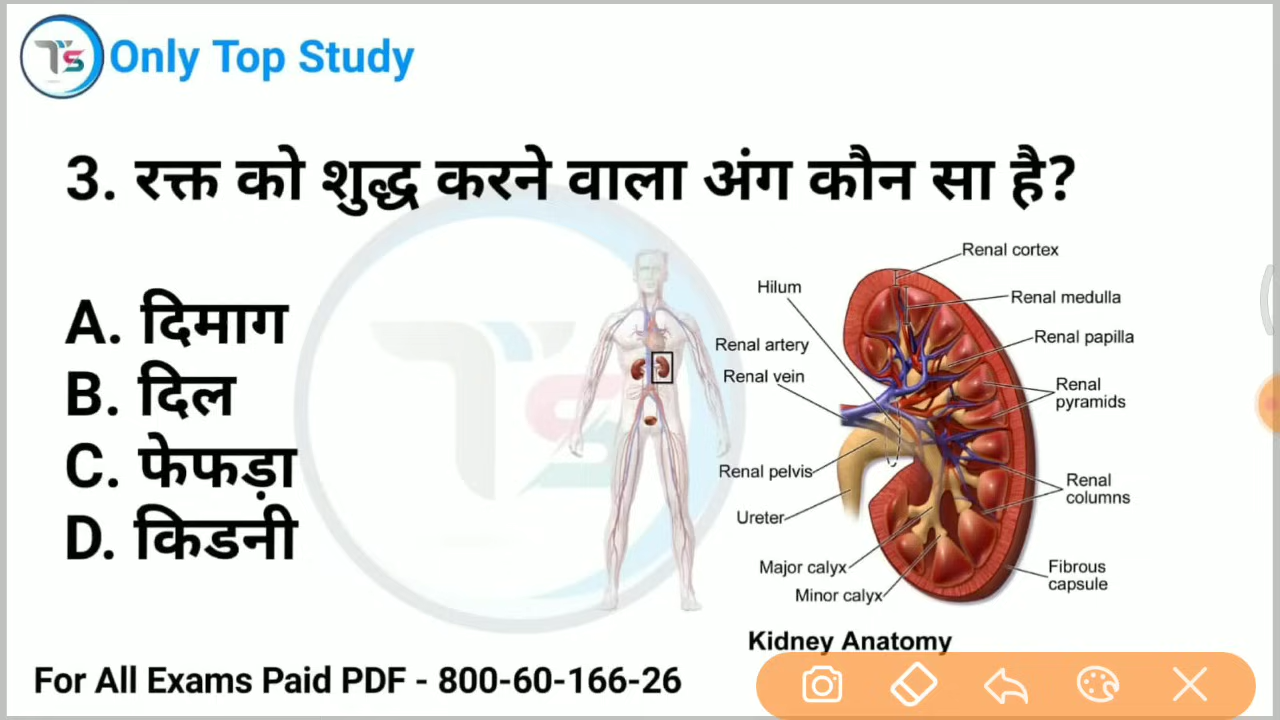 TS Only Top Study
3. रक्त को शुद्ध करने वाला अंग कौन सा है?
A. दिमाग
B. दिल
C. फेफड़ा
D. किडनी
TS
Renal cortex
Hilum
Renal medulla
Renal artery
Renal papilla
Renal vein
Renal
pyramids
Renal pelvis
Renal
columns
Ureter
Major calyx
Fibrous
capsule
Minor calyx
Kidney Anatomy
For All Exams Paid PDF - 800-60-166-26